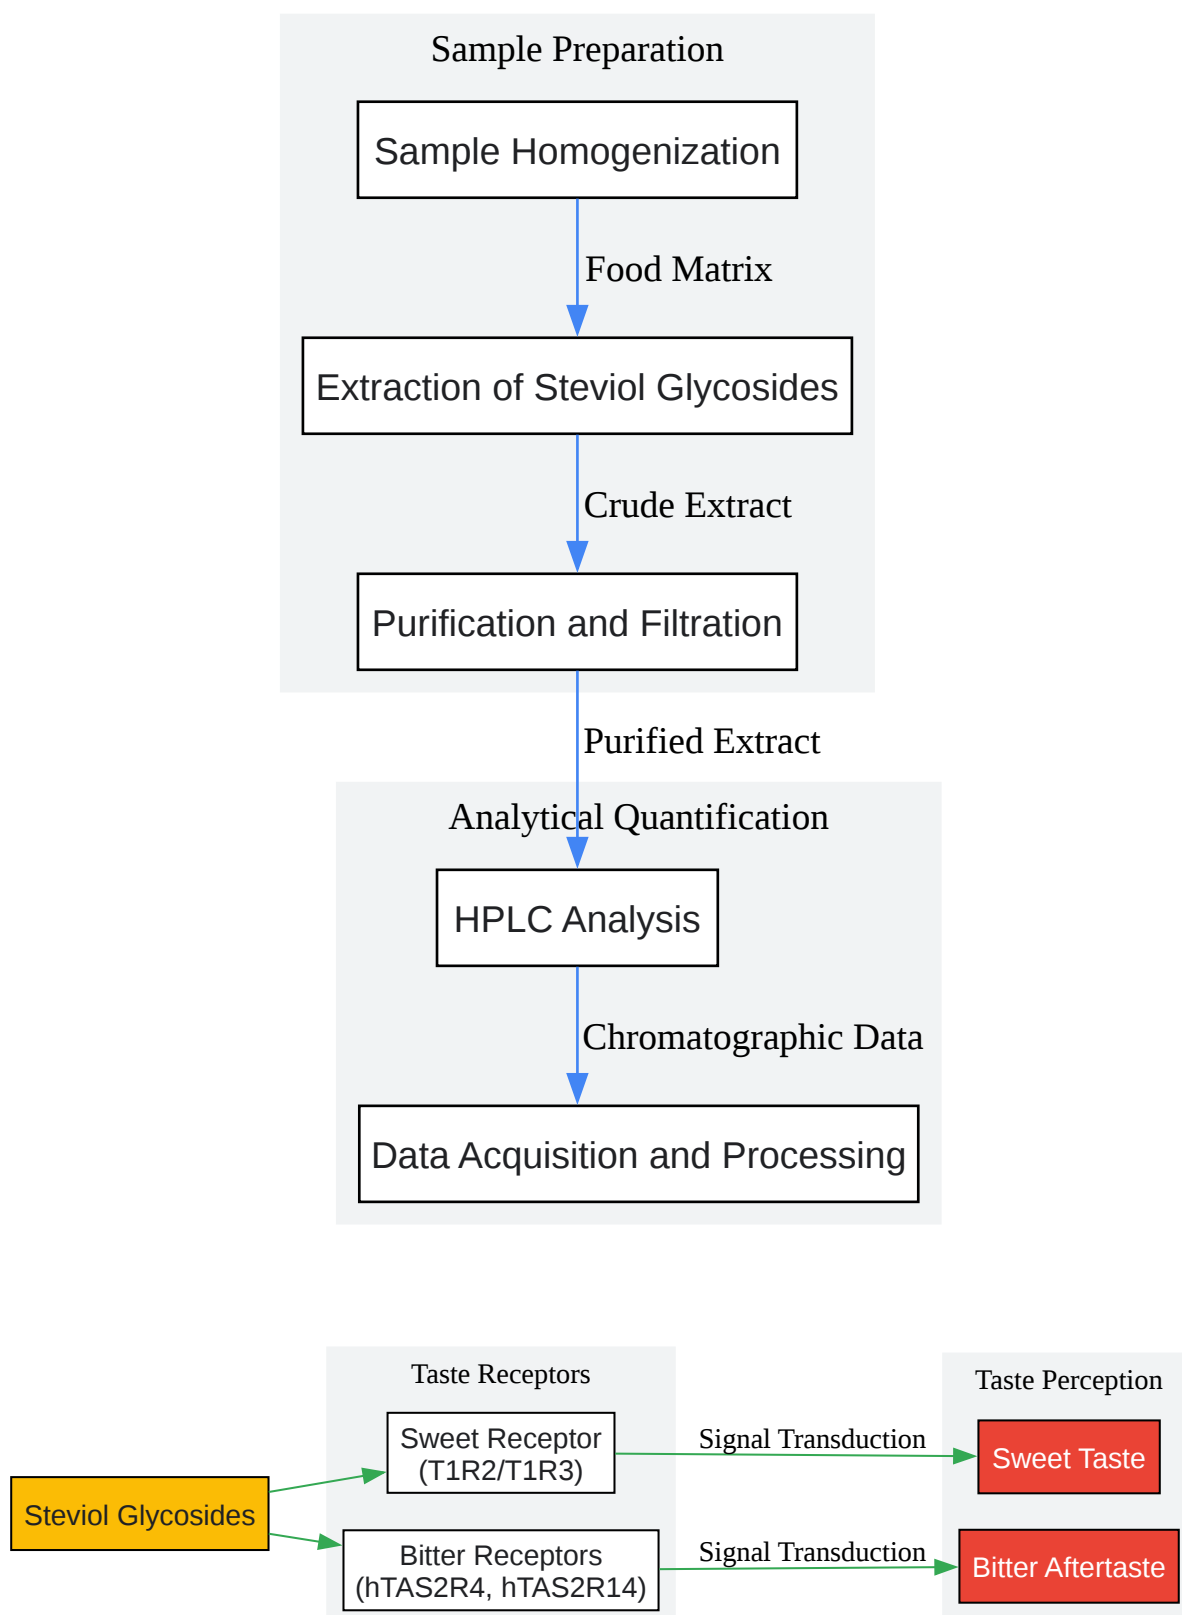 Sample Preparation
Sample Homogenization
Food Matrix
Extraction of Steviol Glycosides
Crude Extract
Purification and Filtration
Purified Extract
Analytical Quantification
HPLC Analysis
Chromatographic Data
Data Acquisition and Processing
Taste Receptors
Taste Perception
Sweet Receptor
(T1R2/T1R3)
Signal Transduction
Sweet Taste
Steviol Glycosides
Bitter Receptors
(hTAS2R4, hTAS2R14)
Signal Transduction
Bitter Aftertaste